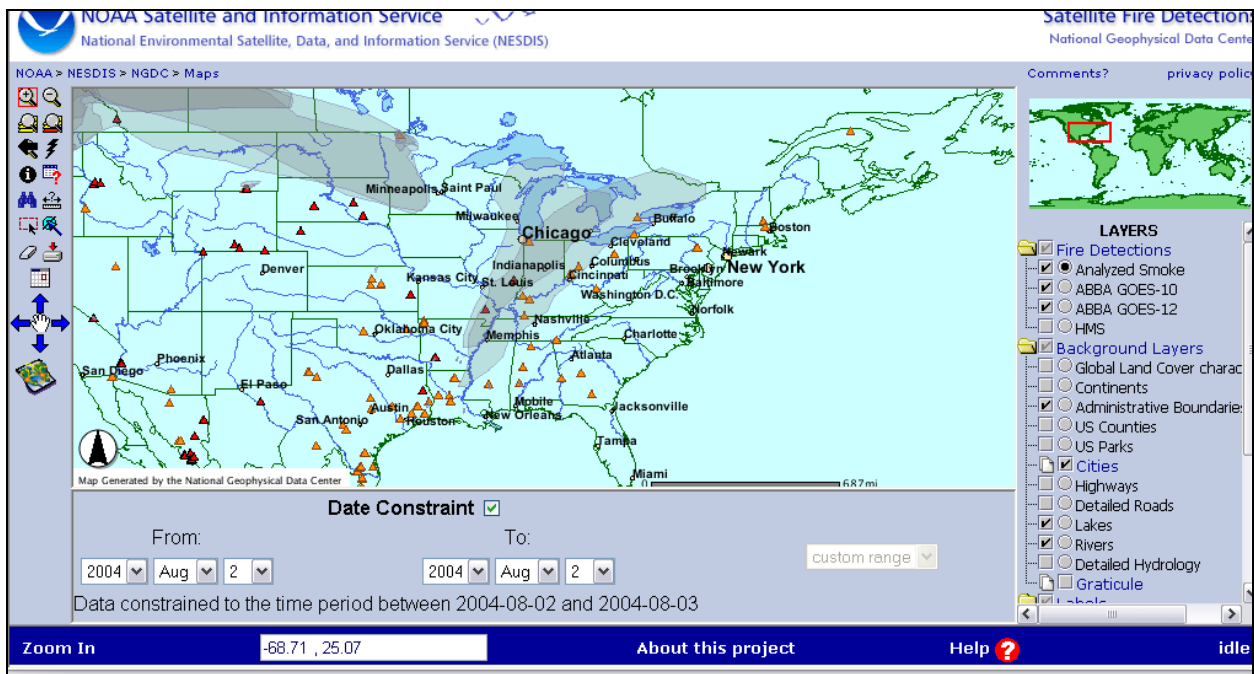 NOAA Satellite and Information Service
National Environmental Satellite, Data, and Information Service (NESDIS)
Satellite Fire Detections
National Geophysical Data Cente
NOAA > NESDIS > NGDC > Maps
Comments? privacy policy
Minneapolis Saint Paul
Milwaukee
Chicago
Buffalo
Boston
Cleveland
Newark
Denver
Indianapolis
Columbus
Brooklyn New York
Kansas City
St. Louis
Cincinnati
Baltimore
Washington D.C.
Norfolk
Oklahoma City
Nashville
Memphis
Charlotte
San Diego
Phoenix
Atlanta
Dallas
El Paso
Austin
Mobile
Jacksonville
San Antonio
Houston
New Orleans
Tampa
Miami
Map Generated by the National Geophysical Data Center
0 687mi
LAYERS
Fire Detections
Analyzed Smoke
ABBA GOES-10
ABBA GOES-12
HMS
Background Layers
Global Land Cover charac
Continents
Administrative Boundaries
US Counties
US Parks
Cities
Highways
Detailed Roads
Lakes
Rivers
Detailed Hydrology
Graticule
Labels
Date Constraint
From: To:
2004 Aug 2 2004 Aug 2 custom range
Data constrained to the time period between 2004-08-02 and 2004-08-03
Zoom In -68.71 , 25.07 About this project Help ? idle